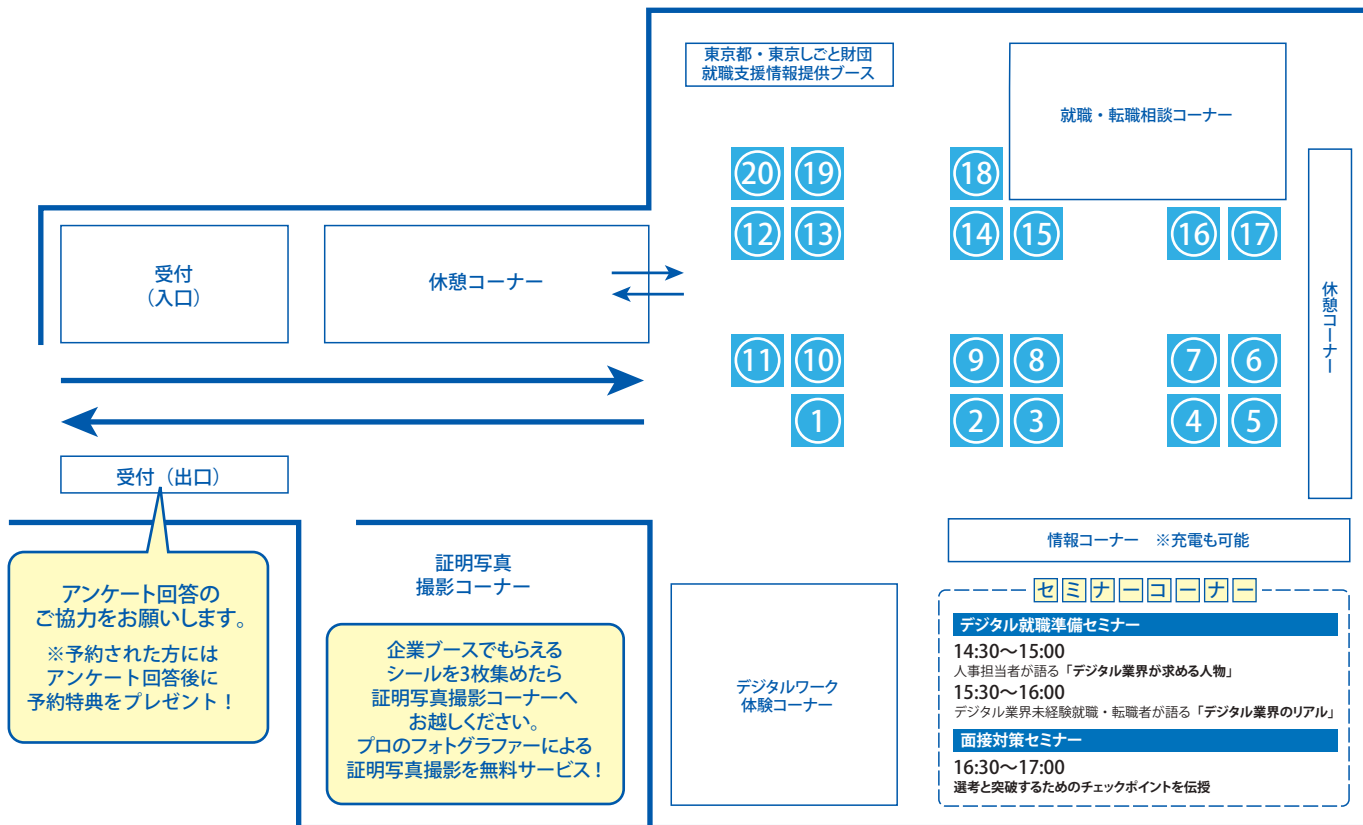 東京都・東京しごと財団
就職支援情報提供ブース
就職・転職相談コーナー
20 19 18
12 13 14 15 16 17
受付
（入口）
休憩コーナー
休憩コーナー
11 10 9 8 7 6
1 2 3 4 5
受付（出口）
アンケート回答の
ご協力をお願いします。
※予約された方には
アンケート回答後に
予約特典をプレゼント！
証明写真
撮影コーナー
企業ブースでもらえる
シールを3枚集めたら
証明写真撮影コーナーへ
お越しください。
プロのフォトグラファーによる
証明写真撮影を無料サービス！
デジタルワーク
体験コーナー
情報コーナー　※充電も可能
セミナーコーナー
デジタル就職準備セミナー
14:30〜15:00
人事担当者が語る「デジタル業界が求める人物」
15:30〜16:00
デジタル業界未経験就職・転職者が語る「デジタル業界のリアル」
面接対策セミナー
16:30〜17:00
選考と突破するためのチェックポイントを伝授